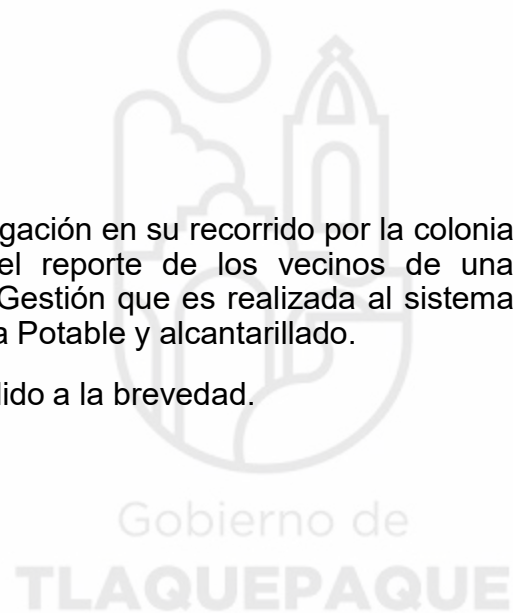 gación en su recorrido por la colonia
el reporte de los vecinos de una
Gestión que es realizada al sistema
a Potable y alcantarillado.
ido a la brevedad.
Gobierno de
TLAQUEPAQUE